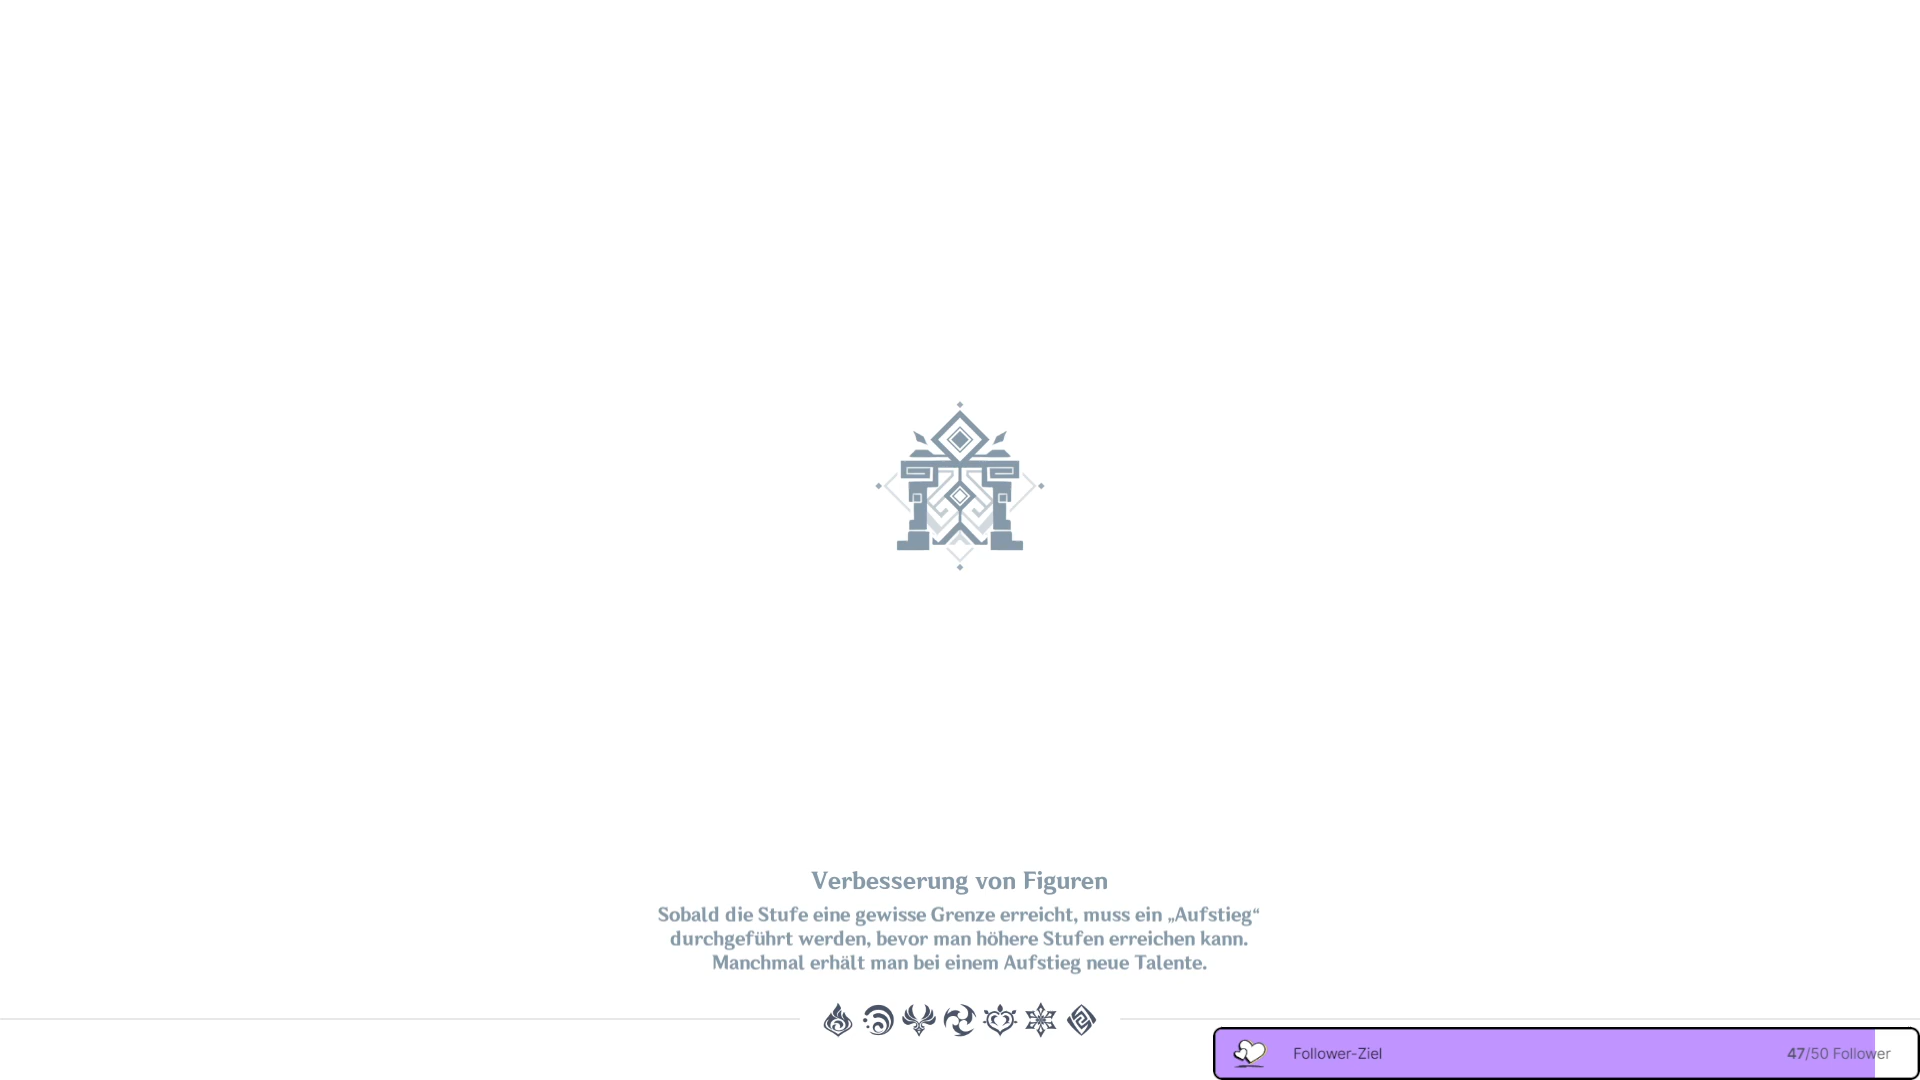 Verbesserung von Figuren
Sobald die Stufe eine gewisse Grenze erreicht, muss ein „Aufstieg“
durchgeführt werden, bevor man höhere Stufen erreichen kann.
Manchmal erhält man bei einem Aufstieg neue Talente.
Follower-Ziel
47/50 Follower